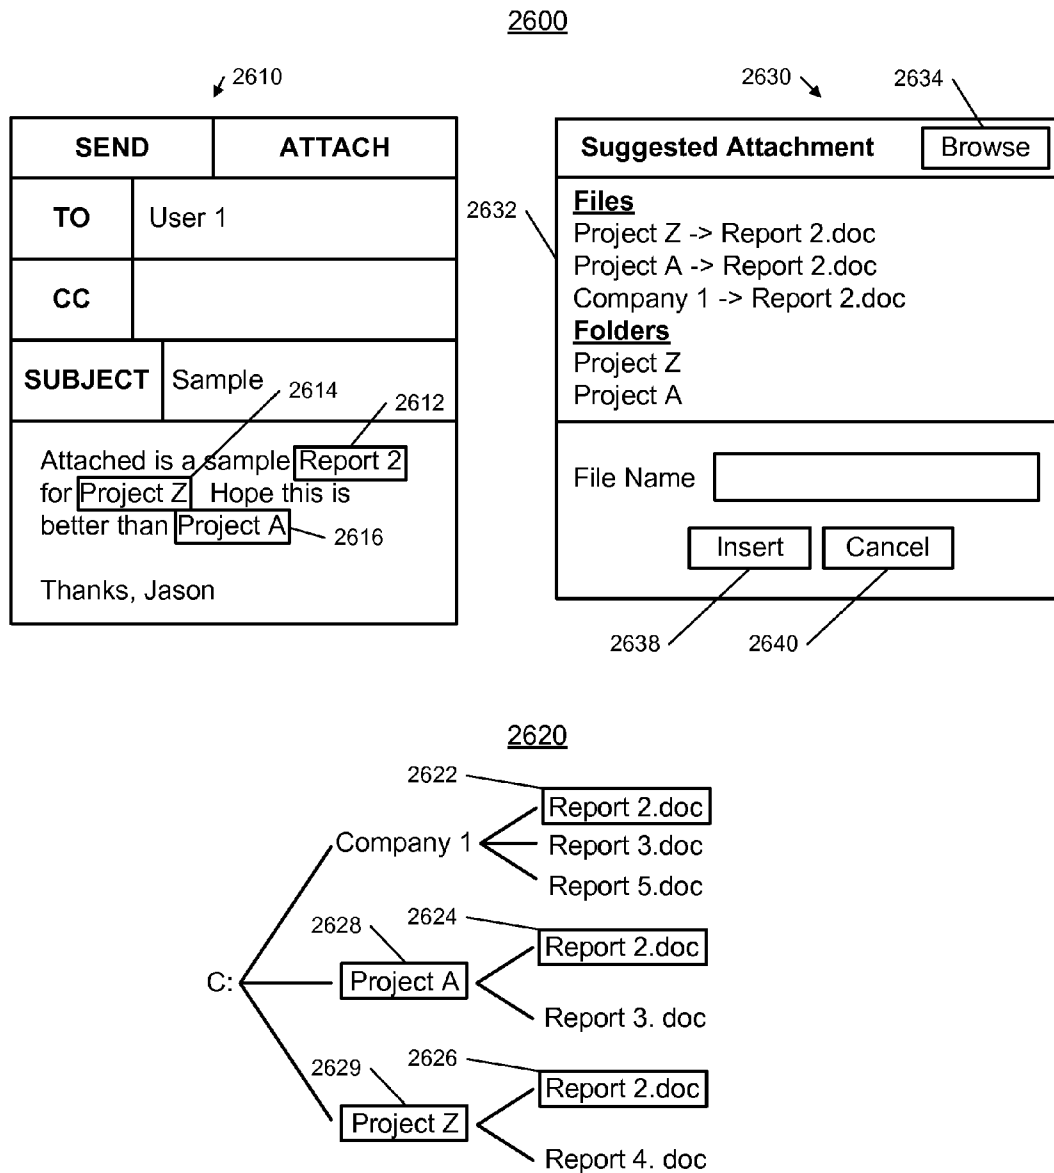 2600
2610
SEND
ATTACH
TO
User 1
CC
SUBJECT
Sample
2614
2612
Attached is a sample Report 2
for Project Z Hope this is
better than Project A
2616
Thanks, Jason
2630
2634
Suggested Attachment
Browse
2632
Files
Project Z -> Report 2.doc
Project A -> Report 2.doc
Company 1 -> Report 2.doc
Folders
Project Z
Project A
File Name
Insert
Cancel
2638
2640
2620
2622
Report 2.doc
Company 1
Report 3.doc
Report 5.doc
2624
2628
Report 2.doc
C:
Project A
Report 3. doc
2626
2629
Report 2.doc
Project Z
Report 4. doc